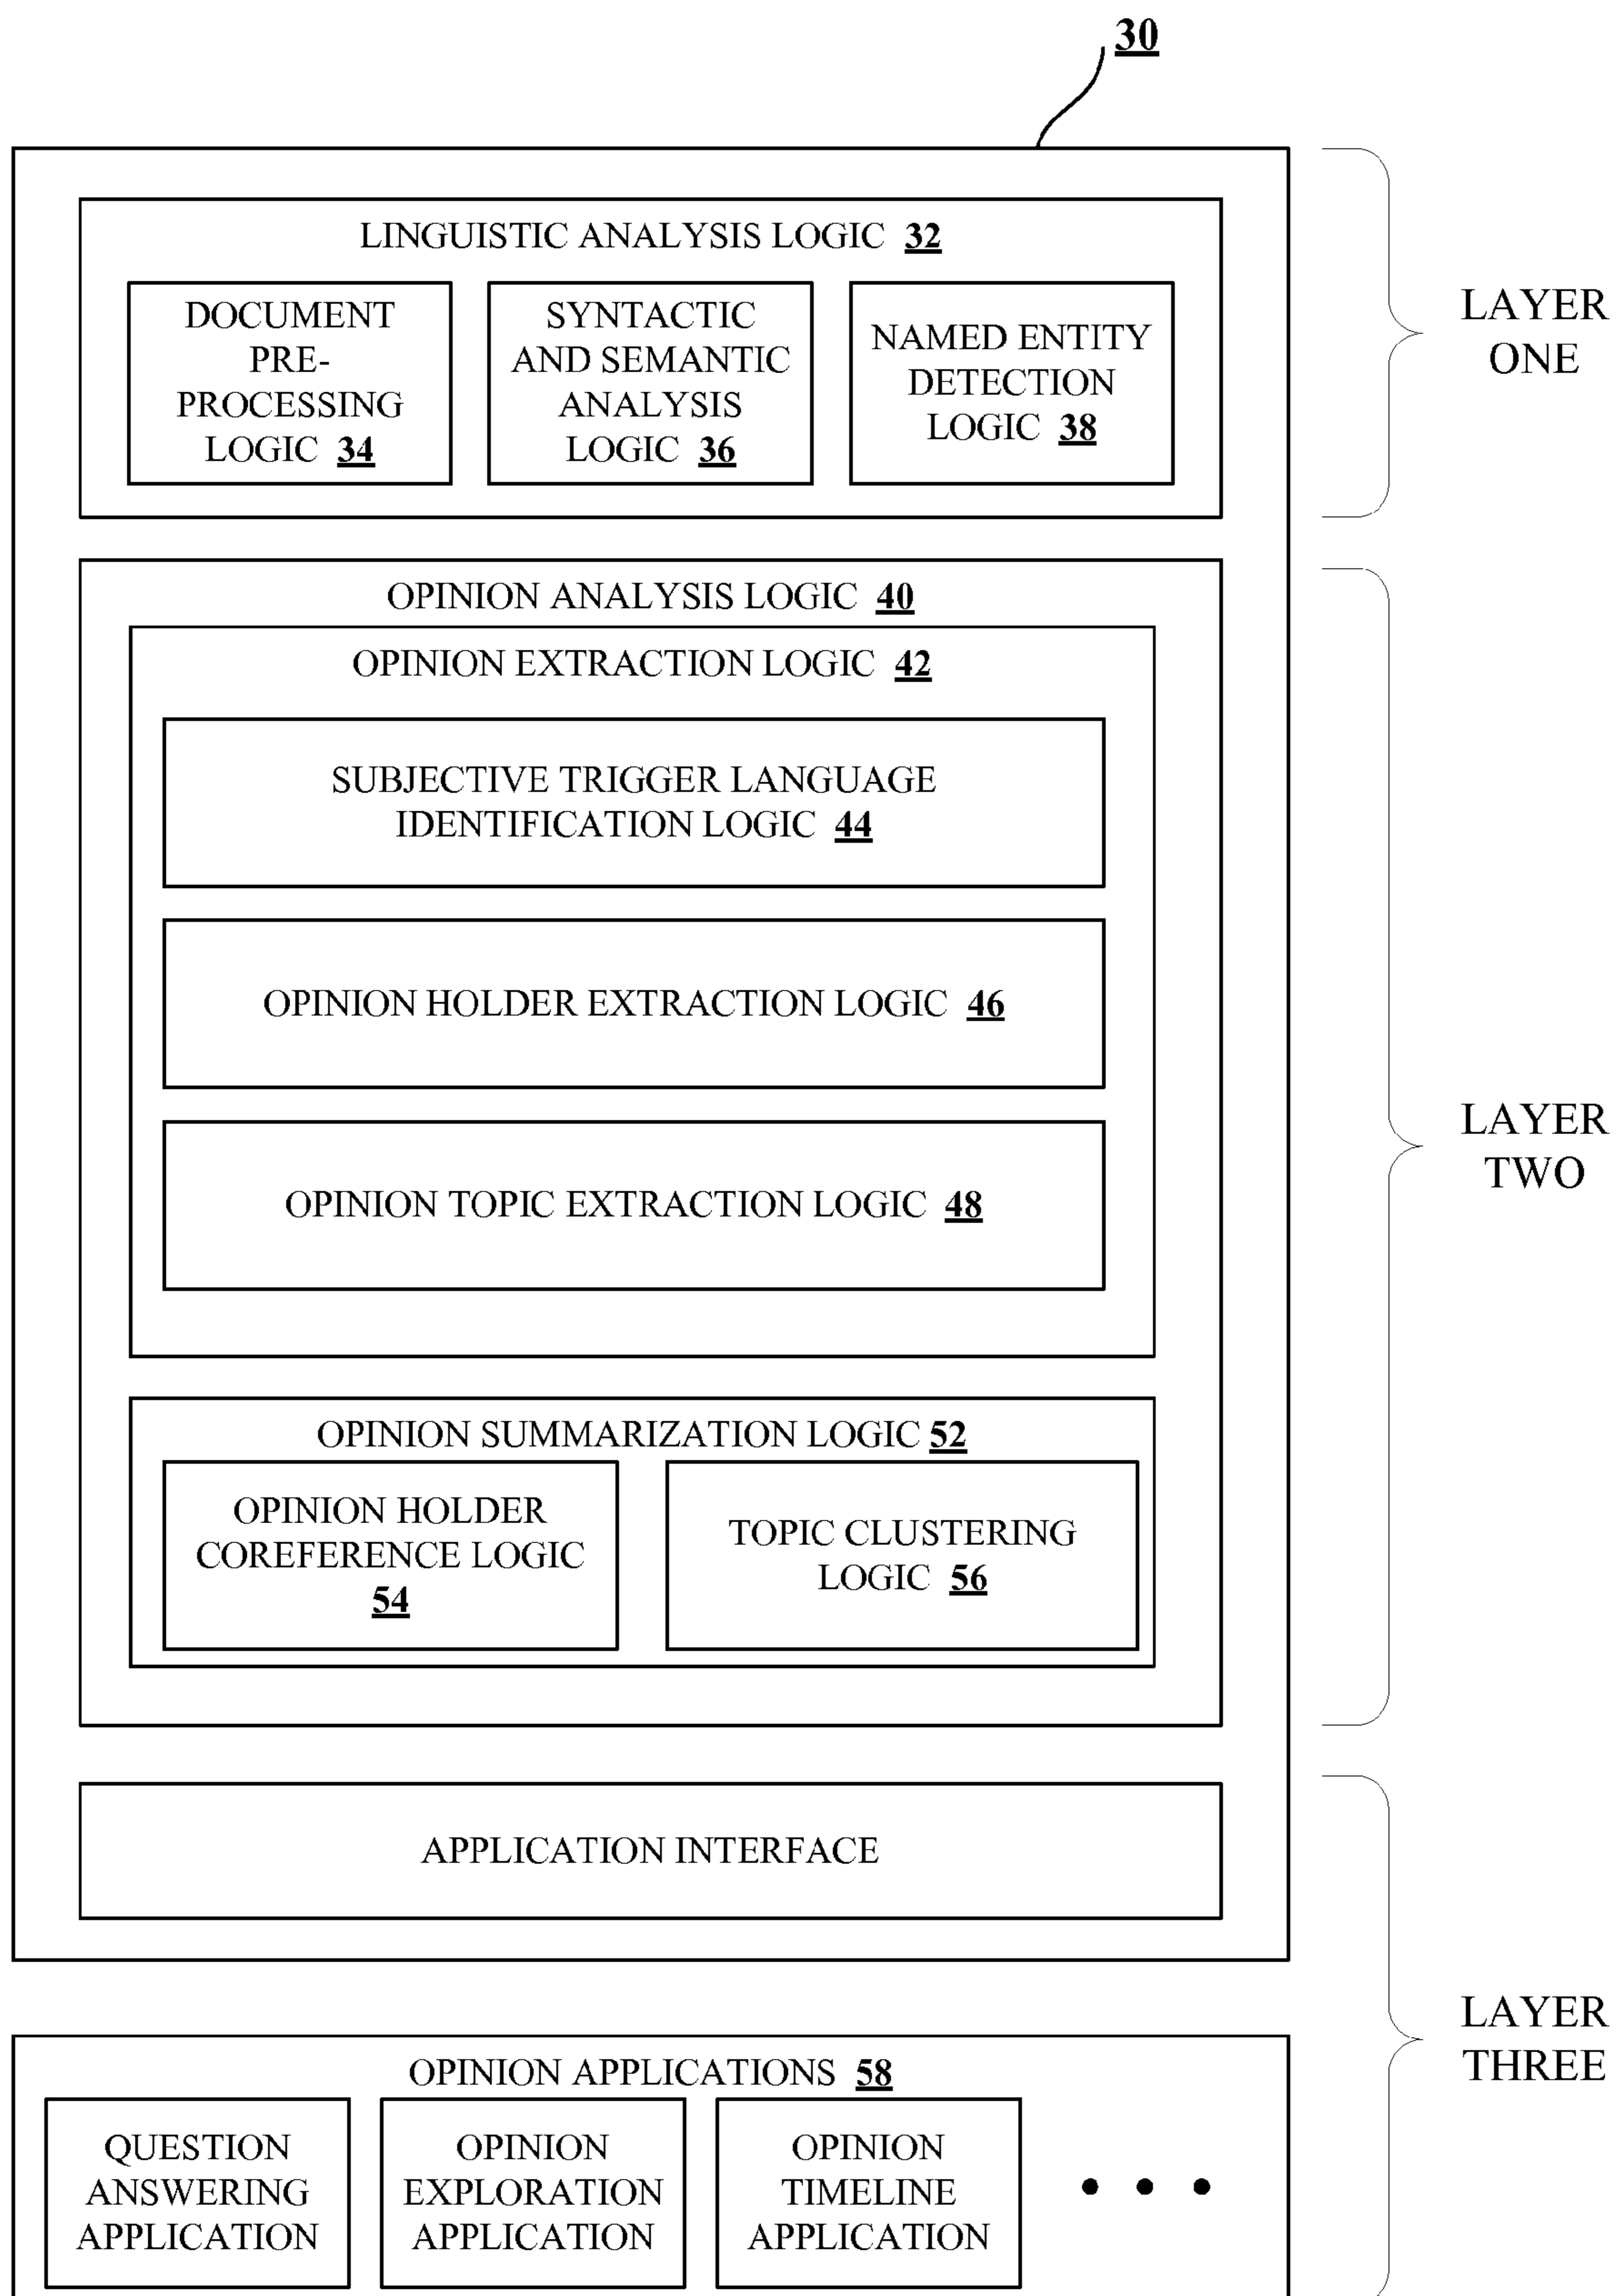 30
LINGUISTIC ANALYSIS LOGIC 32
DOCUMENT
PRE-
PROCESSING
LOGIC 34
SYNTACTIC
AND SEMANTIC
ANALYSIS
LOGIC 36
NAMED ENTITY
DETECTION
LOGIC 38
LAYER
ONE
OPINION ANALYSIS LOGIC 40
OPINION EXTRACTION LOGIC 42
SUBJECTIVE TRIGGER LANGUAGE
IDENTIFICATION LOGIC 44
OPINION HOLDER EXTRACTION LOGIC 46
OPINION TOPIC EXTRACTION LOGIC 48
LAYER
TWO
OPINION SUMMARIZATION LOGIC 52
OPINION HOLDER
COREFERENCE LOGIC
54
TOPIC CLUSTERING
LOGIC 56
APPLICATION INTERFACE
LAYER
THREE
OPINION APPLICATIONS 58
QUESTION
ANSWERING
APPLICATION
OPINION
EXPLORATION
APPLICATION
OPINION
TIMELINE
APPLICATION
• • •